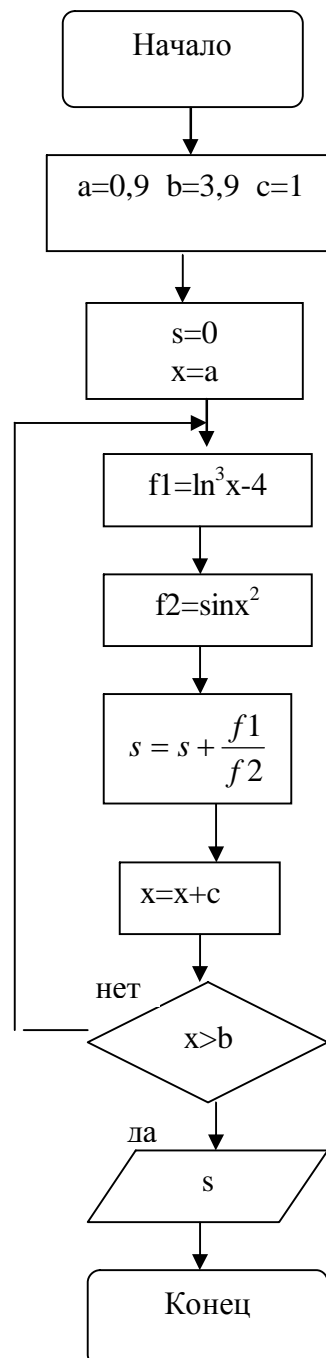 Начало
a=0,9 b=3,9 c=1
s=0
x=a
f1=ln³x-4
f2=sinx²
s = s + f1/f2
x=x+c
нет
x>b
да
s
Конец